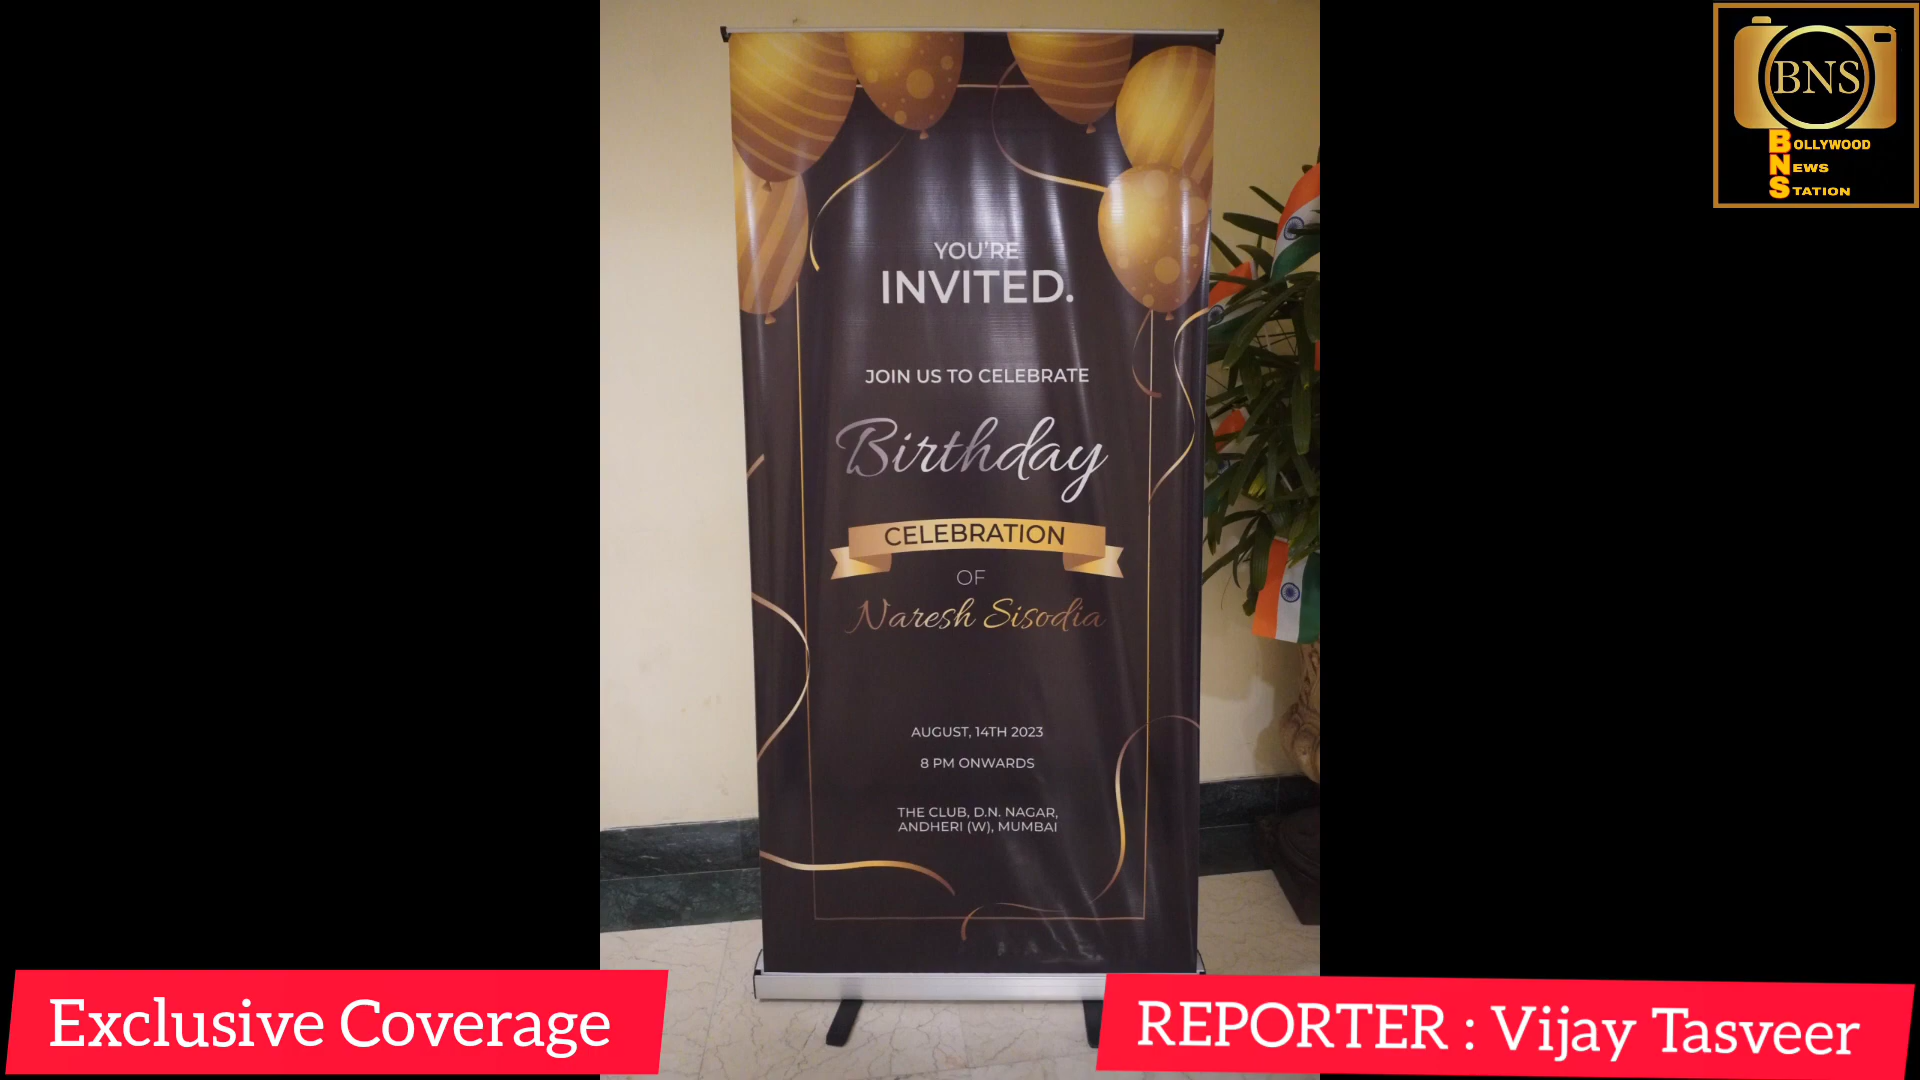 BNS
BOLLYWOOD
NEWS
STATION
YOU'RE
INVITED.
JOIN US TO CELEBRATE
Birthday
CELEBRATION
OF
Naresh Sisodia
AUGUST, 14TH 2023
8 PM ONWARDS
THE CLUB, D.N. NAGAR,
ANDHERI (W), MUMBAI
Exclusive Coverage
REPORTER : Vijay Tasveer